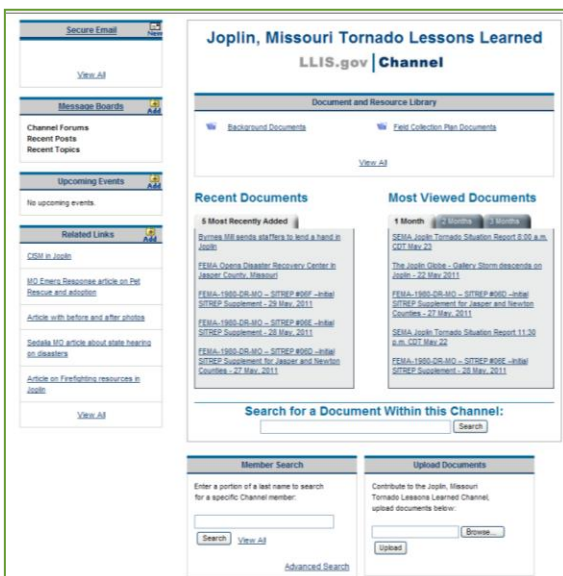 Secure Email
New
View All
Message Boards
Add
Channel Forums
Recent Posts
Recent Topics
Upcoming Events
Add
No upcoming events.
Related Links
Add
CISM in Joplin
MO Emerg Response article on Pet
Rescue and adoption
Article with before and after photos
Sedalia MO article about state hearing
on disasters
Article on Firefighting resources in
Joplin
View All
Joplin, Missouri Tornado Lessons Learned
LLIS.gov Channel
Document and Resource Library
Background Documents
Field Collection Plan Documents
View All
Recent Documents
5 Most Recently Added
Byrnes Mill sends staffers to lend a hand in
Joplin
FEMA Opens Disaster Recovery Center in
Jasper County, Missouri
FEMA-1980-DR-MO – SITREP #06F –Initial
SITREP Supplement - 29 May, 2011
FEMA-1980-DR-MO – SITREP #06E –Initial
SITREP Supplement - 28 May, 2011
FEMA-1980-DR-MO – SITREP #06D –Initial
SITREP Supplement for Jasper and Newton
Counties - 27 May, 2011
Most Viewed Documents
1 Month 2 Months 3 Months
SEMA Joplin Tornado Situation Report 8:00 a.m.
CDT May 23
The Joplin Globe - Gallery Storm descends on
Joplin - 22 May 2011
FEMA-1980-DR-MO – SITREP #06D –Initial
SITREP Supplement for Jasper and Newton
Counties - 27 May, 2011
SEMA Joplin Tornado Situation Report 11:30
p.m. CDT May 22
FEMA-1980-DR-MO – SITREP #06E –Initial
SITREP Supplement - 28 May, 2011
Search for a Document Within this Channel:
Search
Member Search
Enter a portion of a last name to search
for a specific Channel member:
Search View All
Advanced Search
Upload Documents
Contribute to the Joplin, Missouri
Tornado Lessons Learned Channel,
upload documents below:
Browse...
Upload